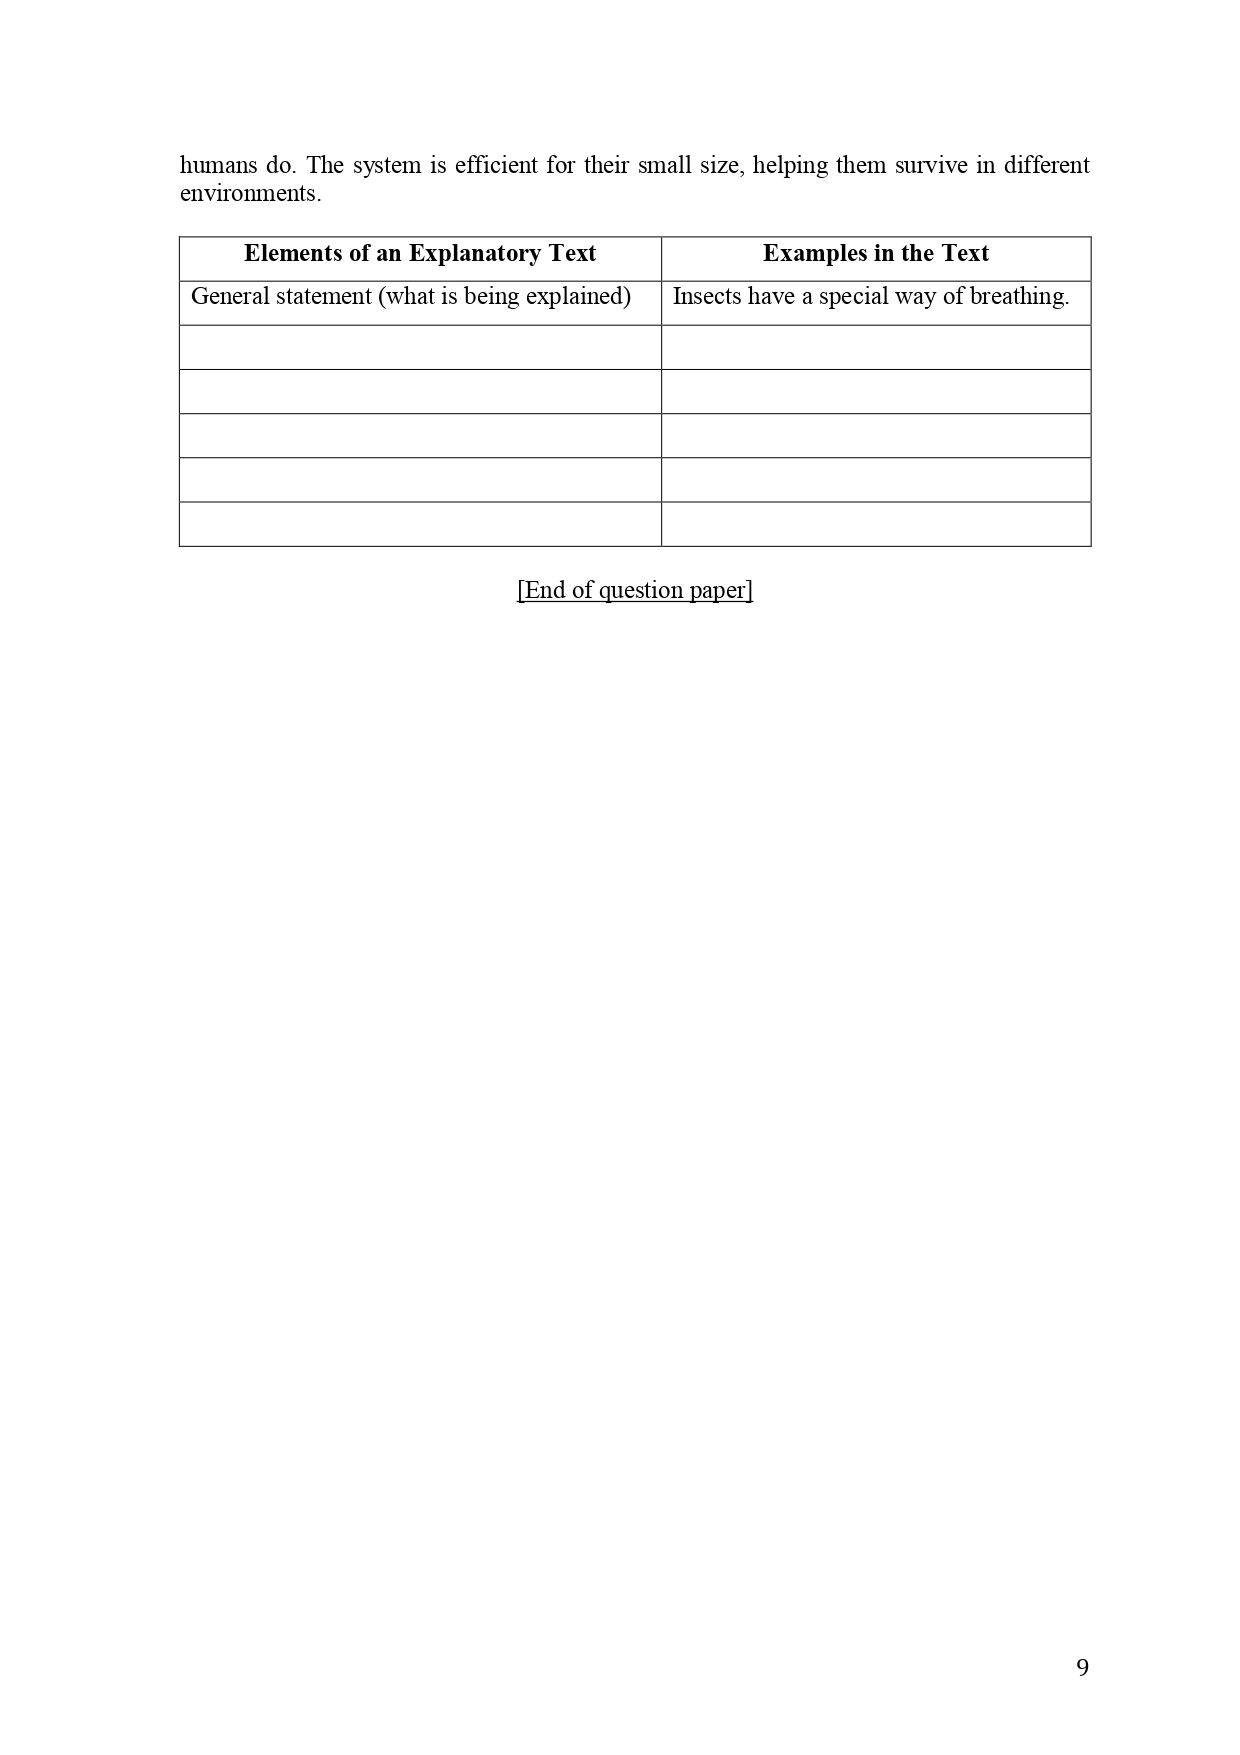 humans do. The system is efficient for their small size, helping them survive in different
environments.
Elements of an Explanatory Text
Examples in the Text
General statement (what is being explained)
Insects have a special way of breathing.
[End of question paper]
9